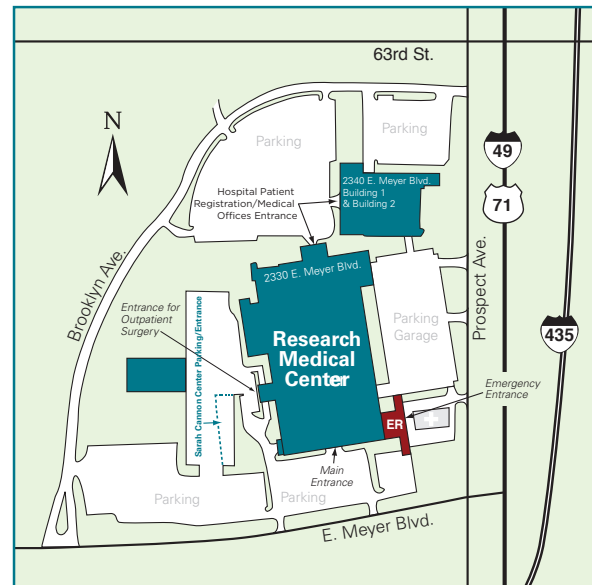 63rd St.
N
Parking
Parking
49
2340 E. Meyer Blvd.
Building 1
& Building 2
Hospital Patient
Registration/Medical
Offices Entrance
71
Brooklyn Ave.
2330 E. Meyer Blvd.
Prospect Ave.
Entrance for
Outpatient
Surgery
Sarah Cannon Center Parking/Entrance
Parking
Garage
435
Research
Medical
Center
Emergency
Entrance
ER
Main
Entrance
Parking
Parking
E. Meyer Blvd.